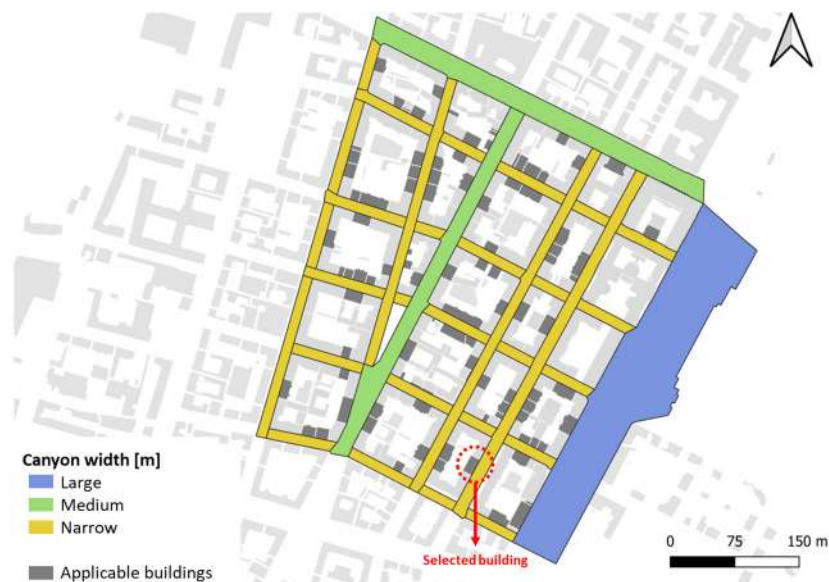 Canyon width [m]
Large
Medium
Narrow
Applicable buildings
Selected building
0 75 150 m